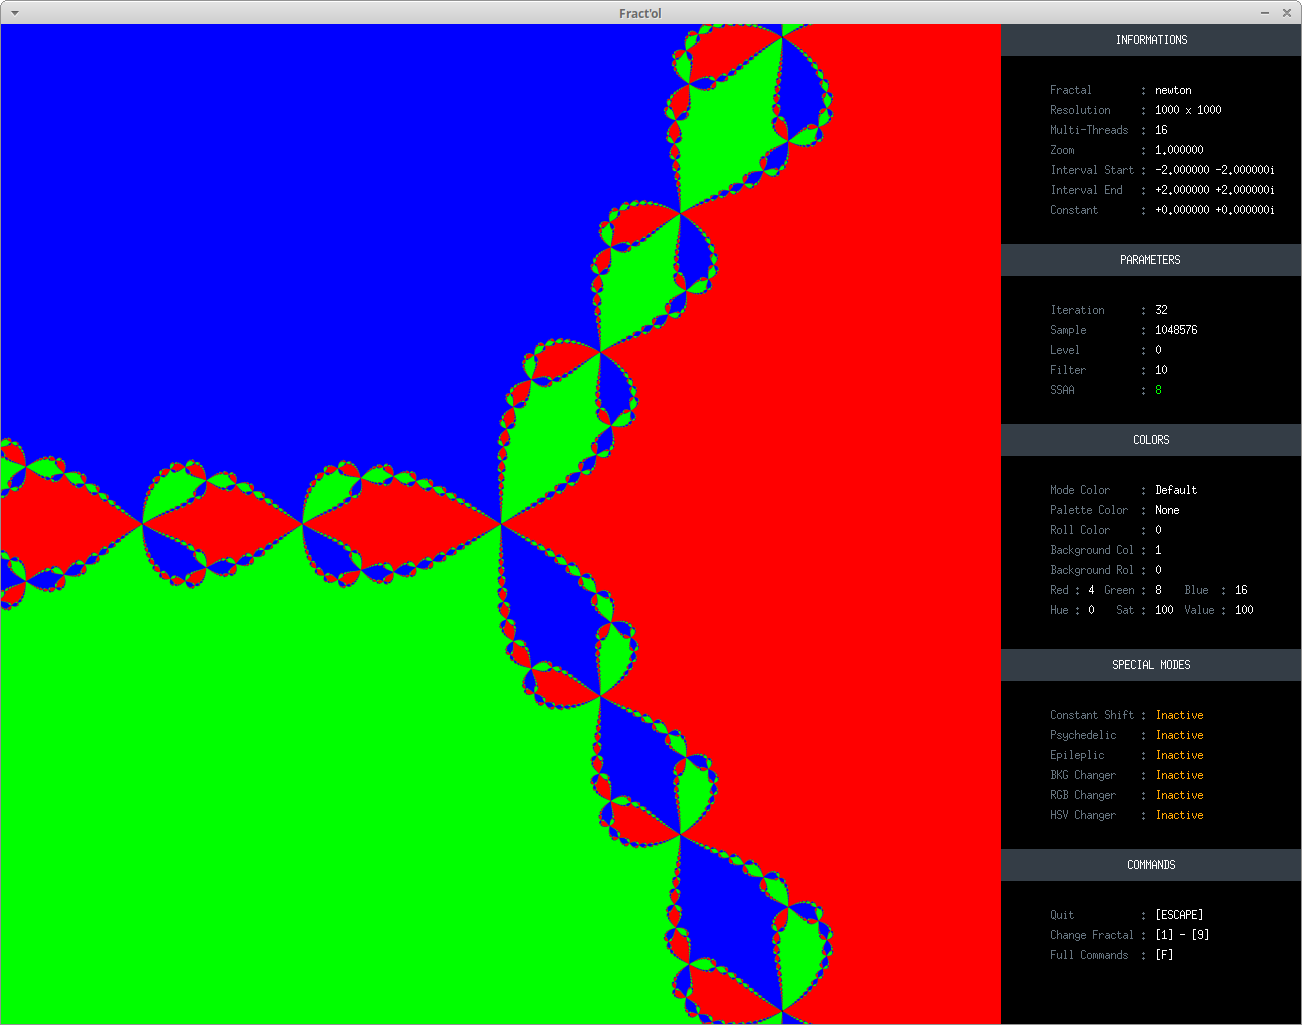 Fract'ol
INFORMATIONS
Fractal : newton
Resolution : 1000 x 1000
Multi-Threads : 16
Zoom : 1.000000
Interval Start : -2.000000 -2.000000i
Interval End : +2.000000 +2.000000i
Constant : +0.000000 +0.000000i
PARAMETERS
Iteration : 32
Sample : 1048576
Level : 0
Filter : 10
SSAA : 8
COLORS
Mode Color : Default
Palette Color : None
Roll Color : 0
Background Col : 1
Background Rol : 0
Red : 4 Green : 8 Blue : 16
Hue : 0 Sat : 100 Value : 100
SPECIAL MODES
Constant Shift : Inactive
Psychedelic : Inactive
Epileplic : Inactive
BKG Changer : Inactive
RGB Changer : Inactive
HSV Changer : Inactive
COMMANDS
Quit : [ESCAPE]
Change Fractal : [1] - [9]
Full Commands : [F]